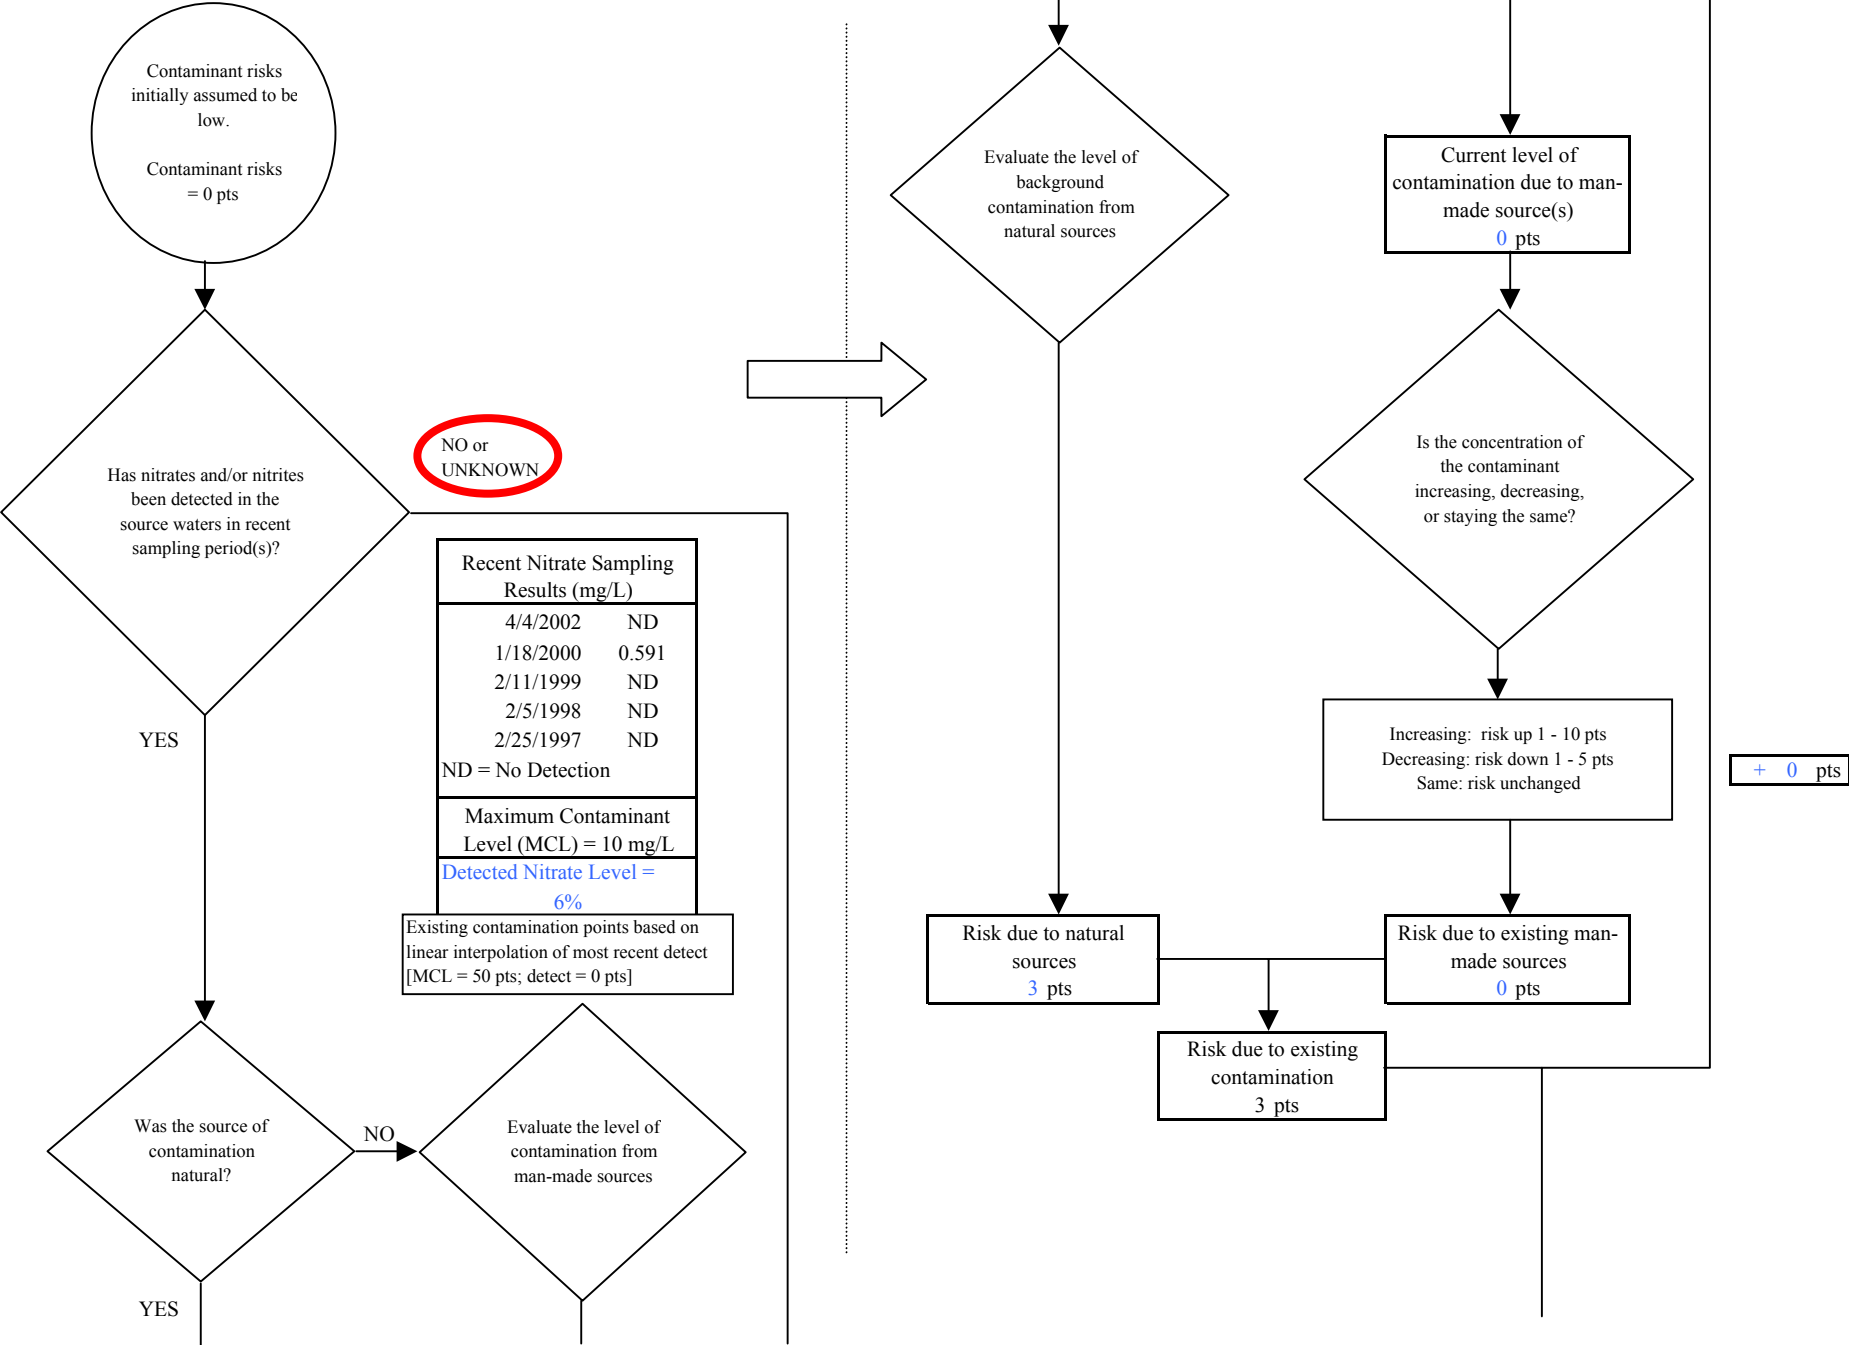 Contaminant risks
initially assumed to be
low.
Contaminant risks
= 0 pts
Has nitrates and/or nitrites
been detected in the
source waters in recent
sampling period(s)?
NO or
UNKNOWN
YES
Recent Nitrate Sampling
Results (mg/L)
4/4/2002 ND
1/18/2000 0.591
2/11/1999 ND
2/5/1998 ND
2/25/1997 ND
ND = No Detection
Maximum Contaminant
Level (MCL) = 10 mg/L
Detected Nitrate Level =
6%
Existing contamination points based on
linear interpolation of most recent detect
[MCL = 50 pts; detect = 0 pts]
Was the source of
contamination
natural?
NO
YES
Evaluate the level of
contamination from
man-made sources
Evaluate the level of
background
contamination from
natural sources
Current level of
contamination due to man-
made source(s)
0 pts
Is the concentration of
the contaminant
increasing, decreasing,
or staying the same?
Increasing: risk up 1 - 10 pts
Decreasing: risk down 1 - 5 pts
Same: risk unchanged
+ 0 pts
Risk due to natural
sources
3 pts
Risk due to existing man-
made sources
0 pts
Risk due to existing
contamination
3 pts